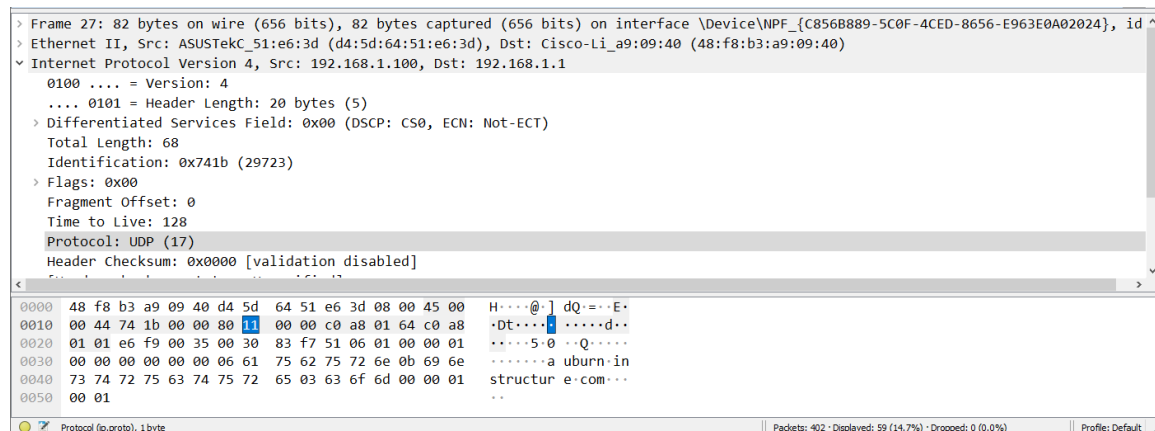 > Frame 27: 82 bytes on wire (656 bits), 82 bytes captured (656 bits) on interface \Device\NPF_{C856B889-5C0F-4CED-8656-E963E0A02024}, id
> Ethernet II, Src: ASUSTekC_51:e6:3d (d4:5d:64:51:e6:3d), Dst: Cisco-Li_a9:09:40 (48:f8:b3:a9:09:40)
Internet Protocol Version 4, Src: 192.168.1.100, Dst: 192.168.1.1
0100 .... = Version: 4
.... 0101 = Header Length: 20 bytes (5)
> Differentiated Services Field: 0x00 (DSCP: CS0, ECN: Not-ECT)
Total Length: 68
Identification: 0x741b (29723)
> Flags: 0x00
Fragment Offset: 0
Time to Live: 128
Protocol: UDP (17)
Header Checksum: 0x0000 [validation disabled]
0000 48 f8 b3 a9 09 40 d4 5d 64 51 e6 3d 08 00 45 00 H····@·] dQ·=··E·
0010 00 44 74 1b 00 00 80 11 00 00 c0 a8 01 64 c0 a8 ·Dt····· ·····d··
0020 01 01 e6 f9 00 35 00 30 83 f7 51 06 01 00 00 01 ·····5·0 ··Q·····
0030 00 00 00 00 00 00 06 61 75 62 75 72 6e 0b 69 6e ·······a uburn·in
0040 73 74 72 75 63 74 75 72 65 03 63 6f 6d 00 00 01 structur e·com···
0050 00 01 ··
Protocol (ip.proto), 1 byte Packets: 402 · Displayed: 59 (14.7%) · Dropped: 0 (0.0%) Profile: Default